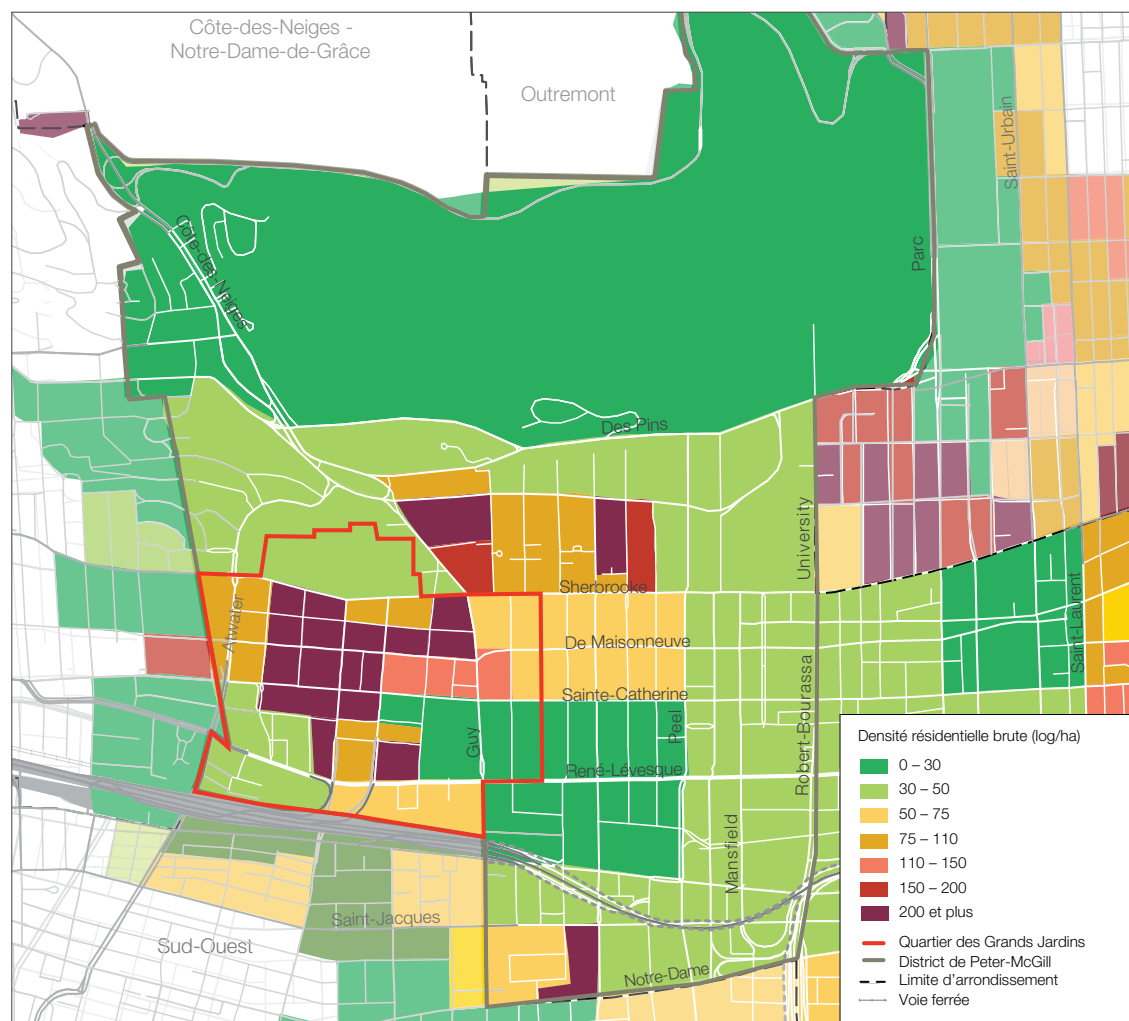 Côte-des-Neiges -
Notre-Dame-de-Grâce
Outremont
Saint-Urbain
Parc
Côte-des-Neiges
Des Pins
University
Sherbrooke
Atwater
De Maisonneuve
Saint-Laurent
Sainte-Catherine
Guy
Peel
Robert-Bourassa
René-Lévesque
Mansfield
Saint-Jacques
Sud-Ouest
Notre-Dame
Densité résidentielle brute (log/ha)
0 – 30
30 – 50
50 – 75
75 – 110
110 – 150
150 – 200
200 et plus
Quartier des Grands Jardins
District de Peter-McGill
Limite d'arrondissement
Voie ferrée